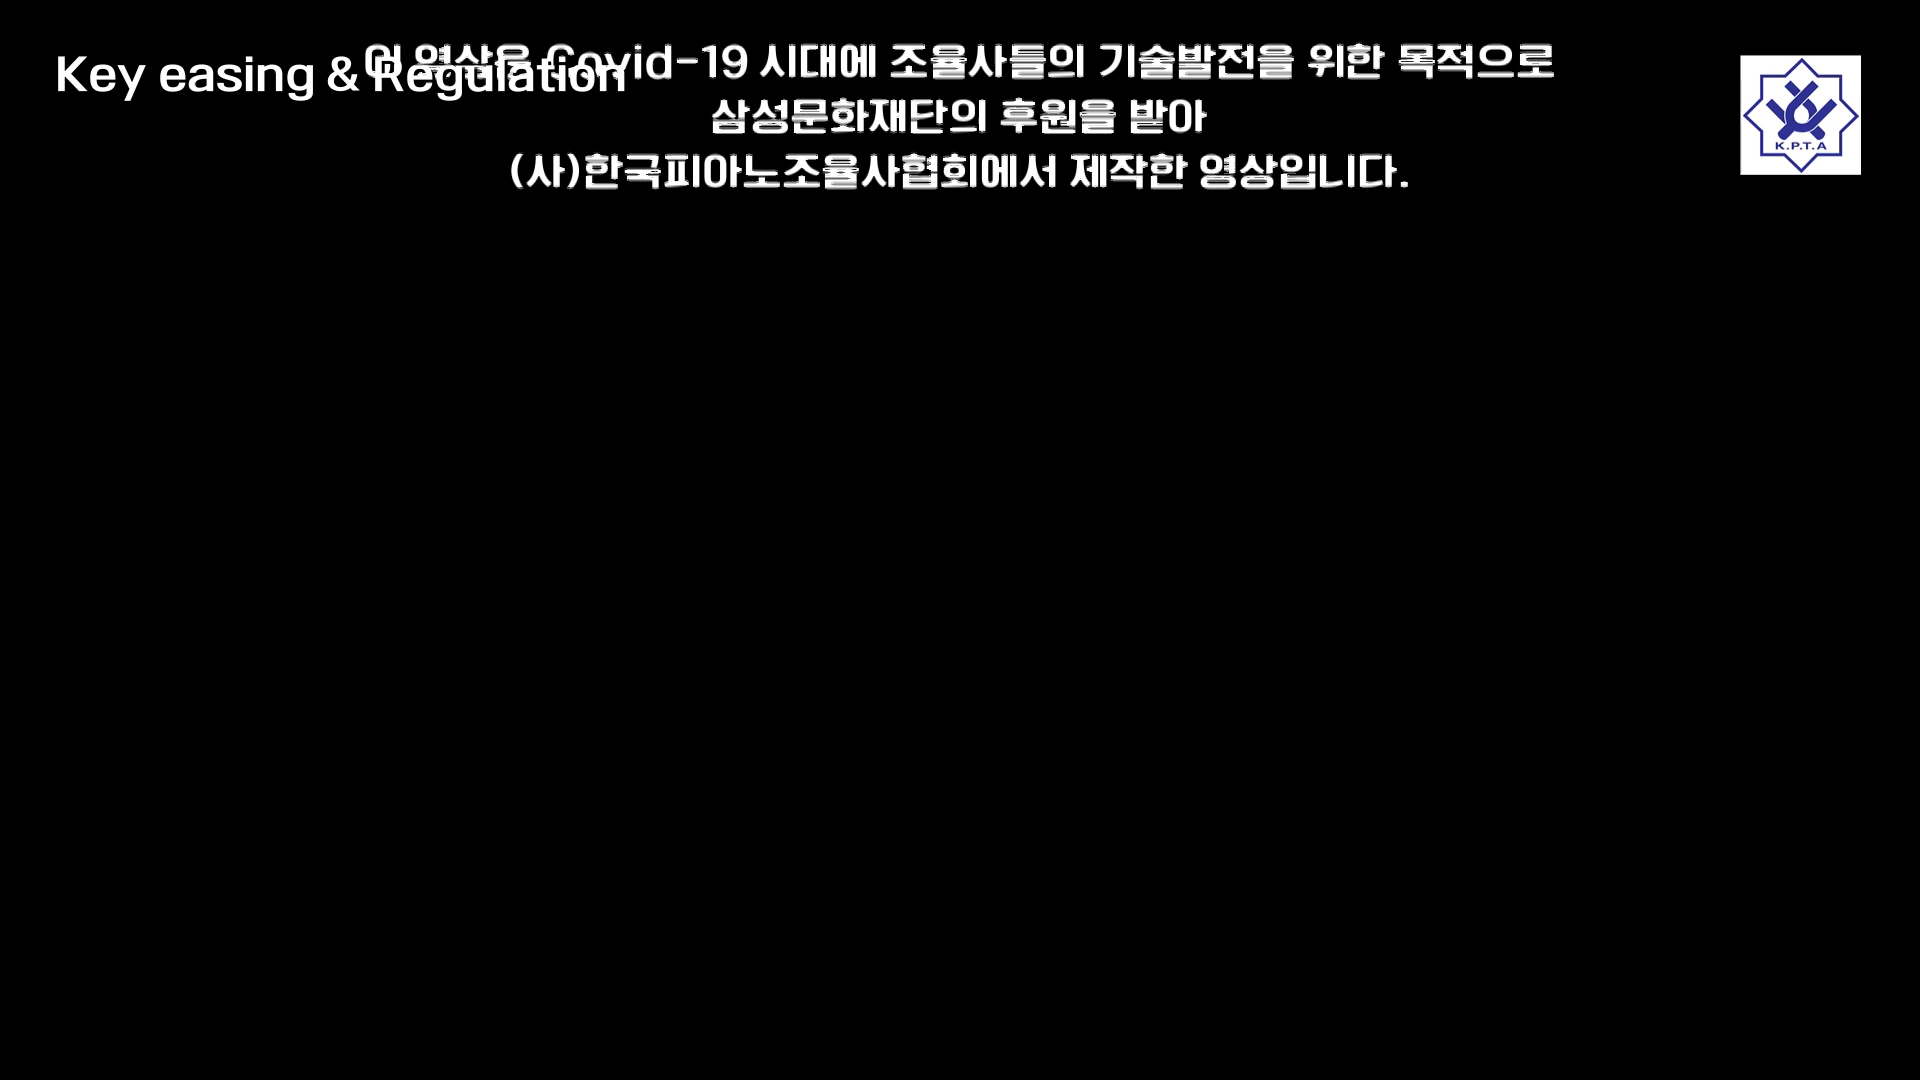 Key easing & Regulation
이 영상은 Covid-19 시대에 조율사들의 기술발전을 위한 목적으로
삼성문화재단의 후원을 받아
(사)한국피아노조율사협회에서 제작한 영상입니다.
K.P.T.A